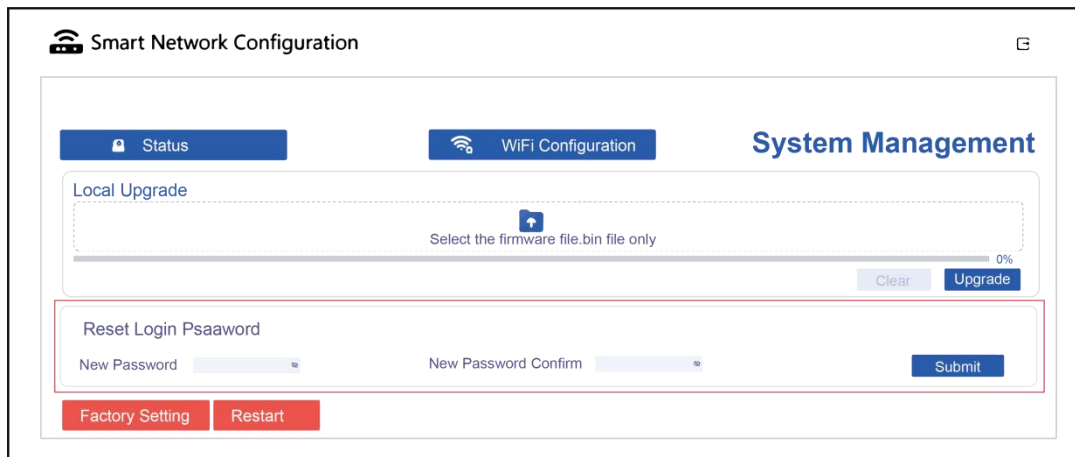 Smart Network Configuration
Status
WiFi Configuration
System Management
Local Upgrade
Select the firmware file.bin file only
0%
Clear
Upgrade
Reset Login Psaaword
New Password
New Password Confirm
Submit
Factory Setting
Restart